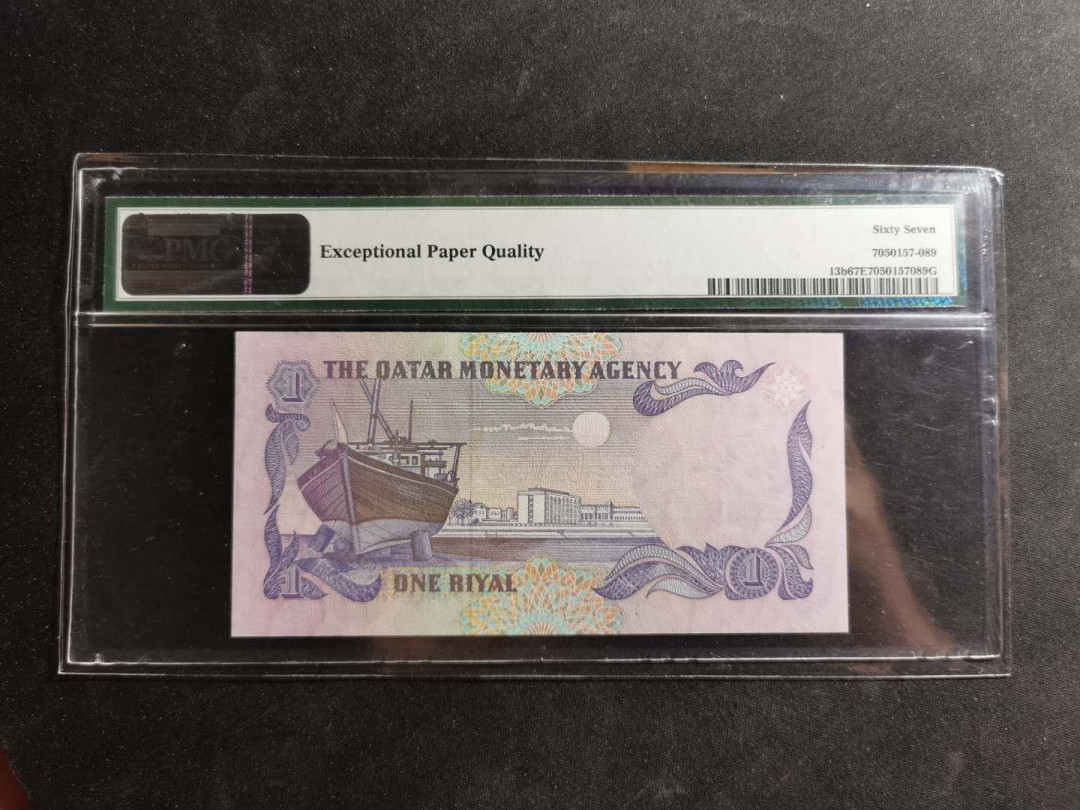 PMG
Exceptional Paper Quality
Sixty Seven
7050157-089
13b67E7050157089G
THE QATAR MONETARY AGENCY
1
1
ONE RIYAL
1